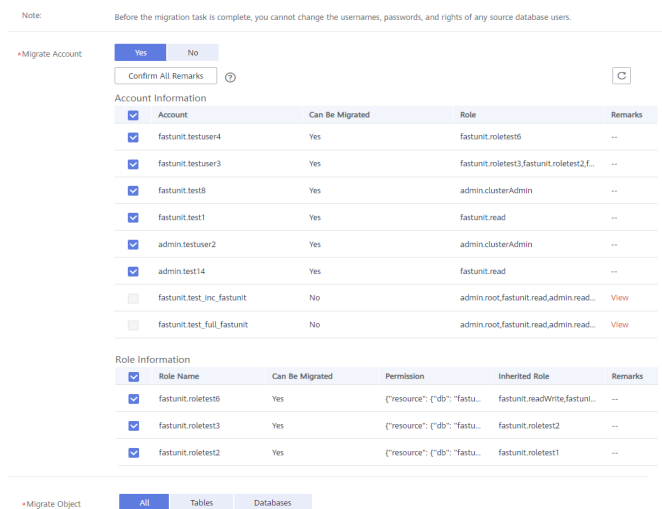 Note: Before the migration task is complete, you cannot change the usernames, passwords, and rights of any source database users.
*Migrate Account Yes No
Confirm All Remarks ?
Account Information
Account Can Be Migrated Role Remarks
fastunit.testuser4 Yes fastunit.roletest6 --
fastunit.testuser3 Yes fastunit.roletest3,fastunit.roletest2,f... --
fastunit.test8 Yes admin.clusterAdmin --
fastunit.test1 Yes fastunit.read --
admin.testuser2 Yes admin.clusterAdmin --
admin.test14 Yes fastunit.read --
fastunit.test_inc_fastunit No admin.root,fastunit.read,admin.read... View
fastunit.test_full_fastunit No admin.root,fastunit.read,admin.read... View
Role Information
Role Name Can Be Migrated Permission Inherited Role Remarks
fastunit.roletest6 Yes {"resource": {"db": "fastu... fastunit.readWrite,fastuni... --
fastunit.roletest3 Yes {"resource": {"db": "fastu... fastunit.roletest2 --
fastunit.roletest2 Yes {"resource": {"db": "fastu... fastunit.roletest1 --
*Migrate Object All Tables Databases